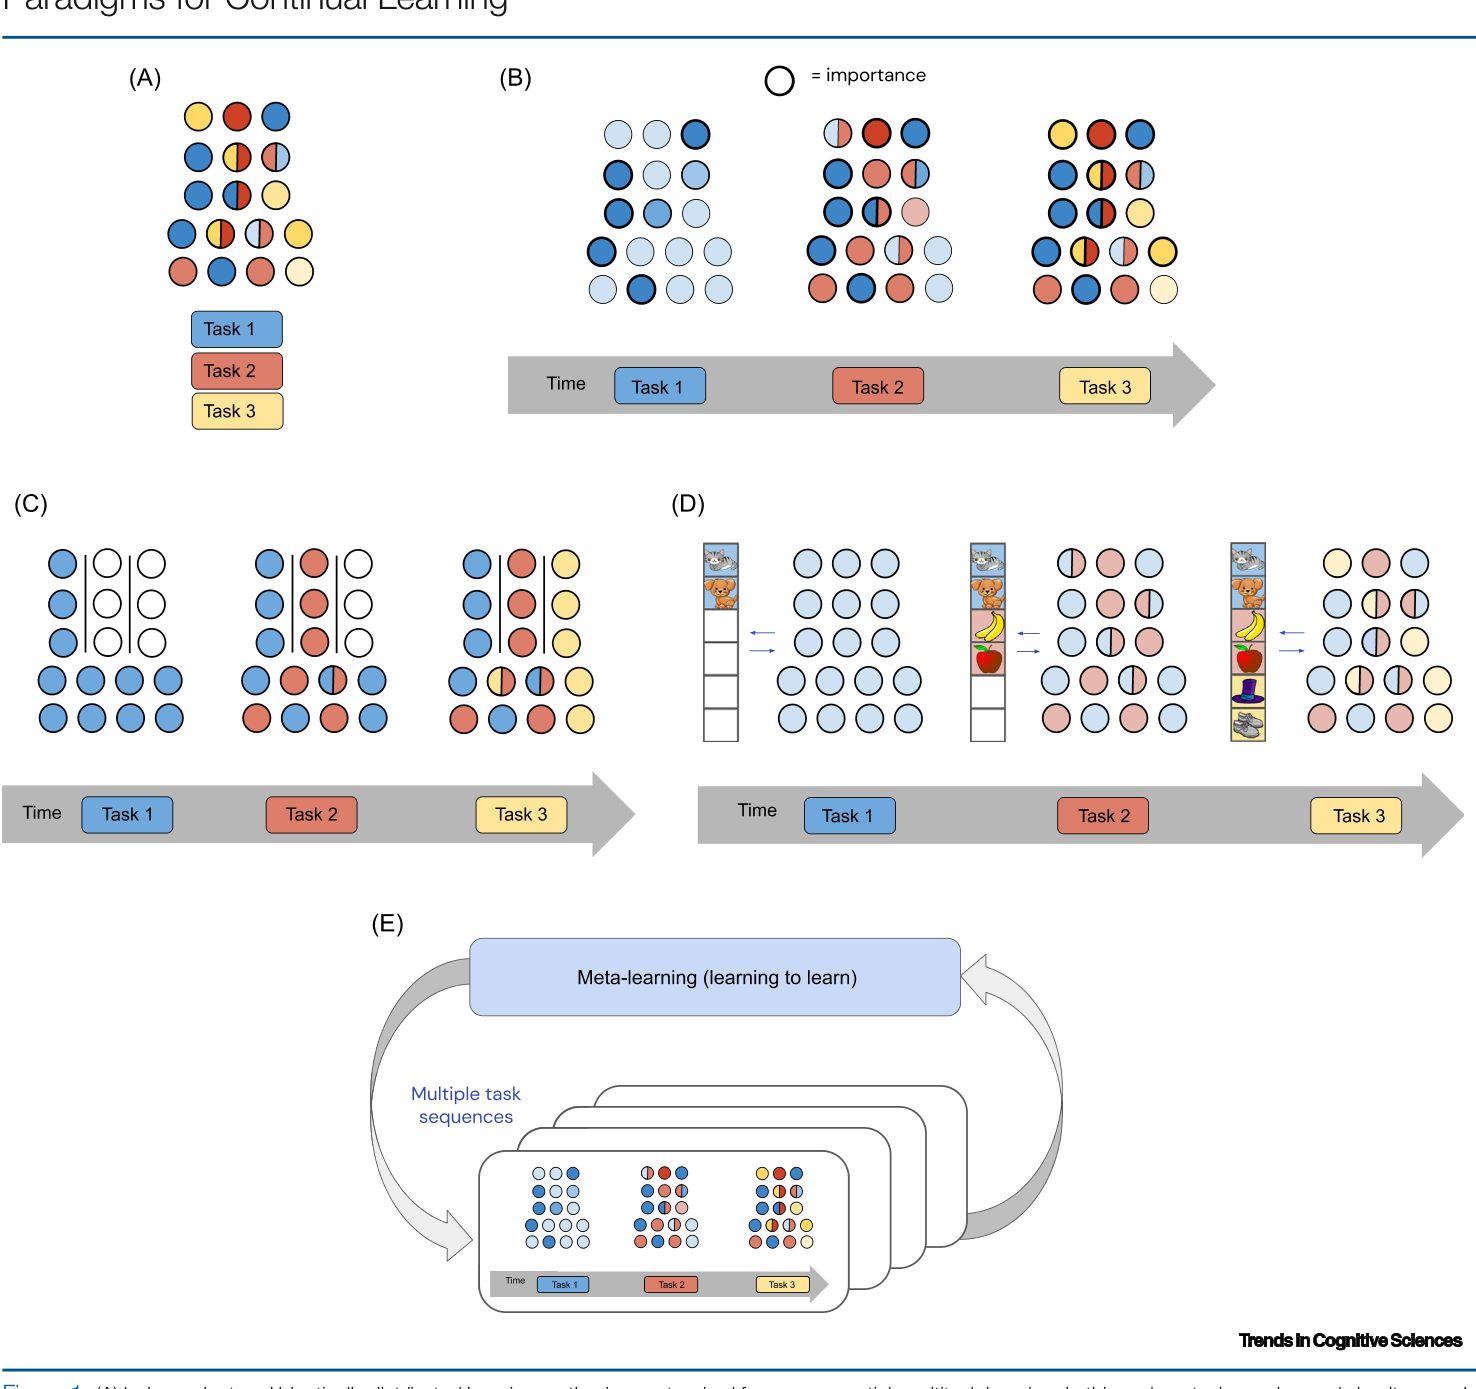 Paradigms for Continual Learning
(A)
Task 1
Task 2
Task 3
(B)
= importance
Time
Task 1
Task 2
Task 3
(C)
Time
Task 1
Task 2
Task 3
(D)
Time
Task 1
Task 2
Task 3
(E)
Meta-learning (learning to learn)
Multiple task
sequences
Time
Task 1
Task 2
Task 3
Trends in Cognitive Sciences